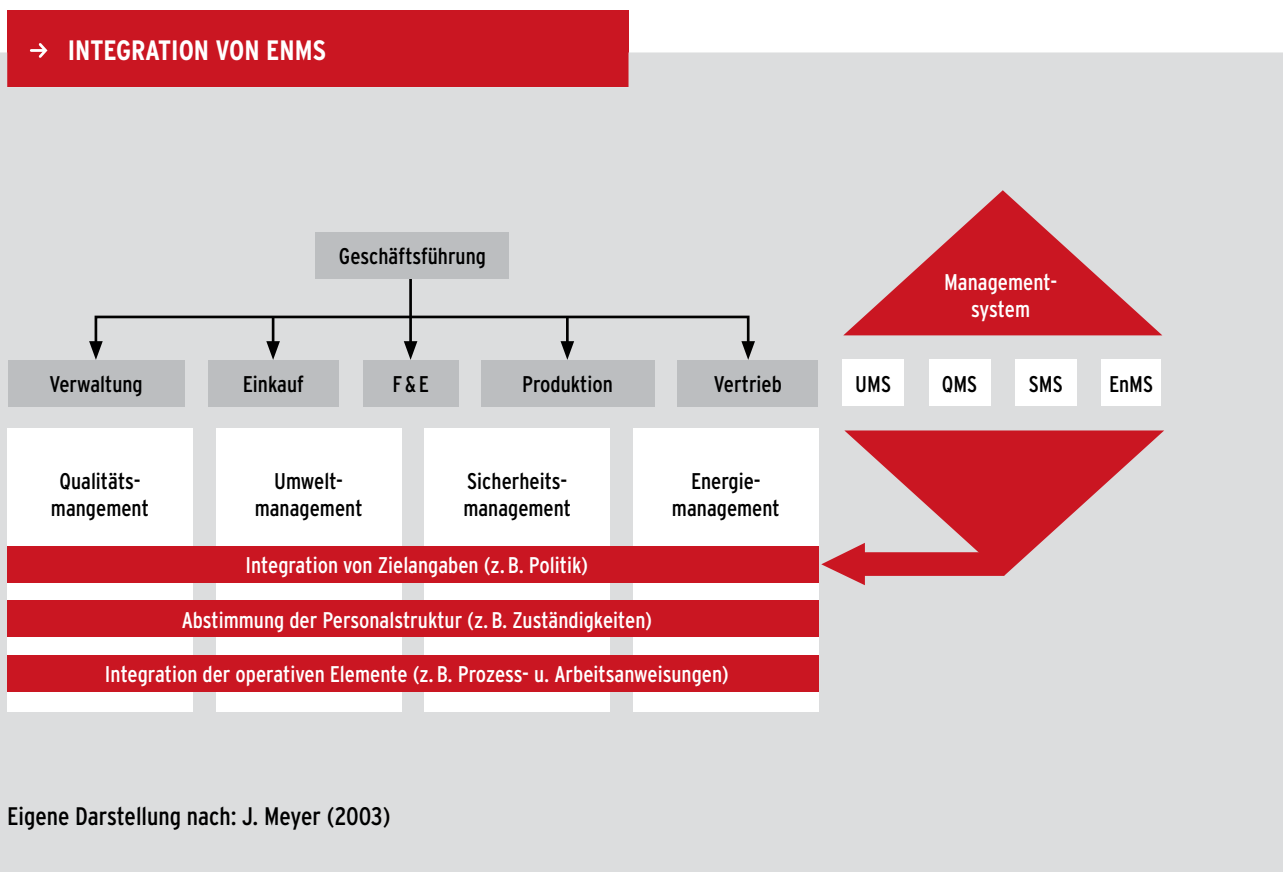 → INTEGRATION VON ENMS
Geschäftsführung
Verwaltung
Einkauf
F & E
Produktion
Vertrieb
Qualitäts-
mangement
Umwelt-
management
Sicherheits-
management
Energie-
management
Integration von Zielangaben (z. B. Politik)
Abstimmung der Personalstruktur (z. B. Zuständigkeiten)
Integration der operativen Elemente (z. B. Prozess- u. Arbeitsanweisungen)
Management-
system
UMS
QMS
SMS
EnMS
Eigene Darstellung nach: J. Meyer (2003)